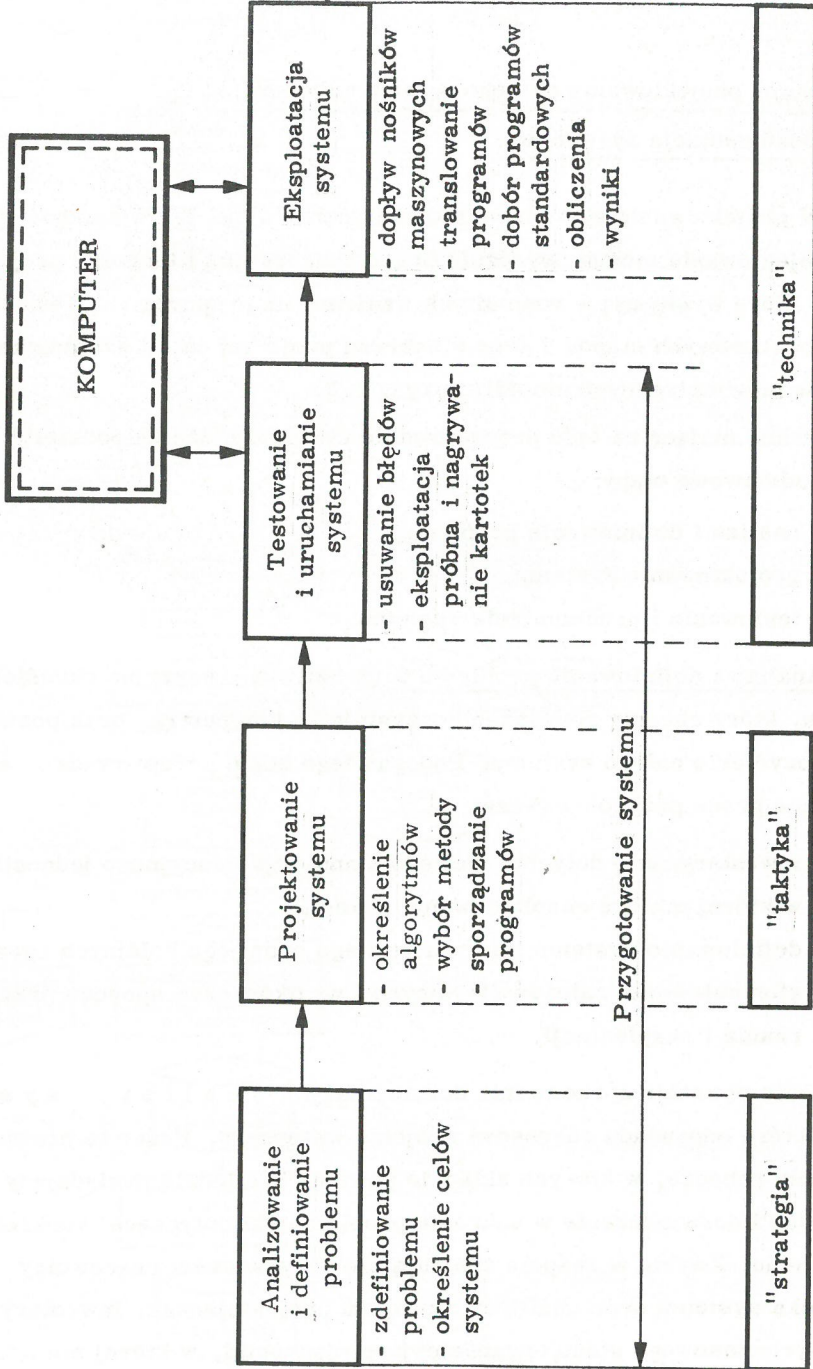 KOMPUTER
Analizowanie
i definiowanie
problemu
Projektowanie
systemu
Testowanie
i uruchamianie
systemu
Eksploatacja
systemu
- zdefiniowanie
problemu
- określenie celów
systemu
- określenie
algorytmów
- wybór metody
sporządzanie
programów
- usuwanie błędów
- eksploatacja
próbna i nagrywa-
nie kartotek
- dopływ nośników
maszynowych
- translowanie
programów
- dobór programów
standardowych
- obliczenia
- wyniki
Przygotowanie systemu
"strategia"
"taktyka"
"technika"